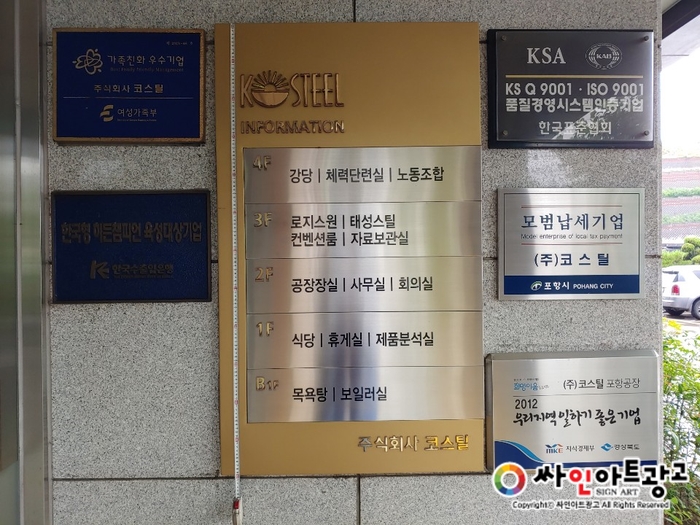 가족친화 우수기업
주식회사 코스틸
여성가족부
한국형 히든챔피언 육성대상기업
한국수출입은행
KOSTEEL
INFORMATION
4F
강당 | 체력단련실 | 노동조합
3F
로지스원 | 태성스틸
컨벤션룸 | 자료보관실
2F
공장장실 | 사무실 | 회의실
1F
식당 | 휴게실 | 제품분석실
B1F
목욕탕 | 보일러실
주식회사 코스틸
KSA
KAB
KS Q 9001 · ISO 9001
품질경영시스템인증기업
한국표준협회
모범납세기업
Model enterprise of local tax payment
(주)코스틸
포항시 POHANG CITY
(주)코스틸 포항공장
2012
우리지역 일하기 좋은 기업
MKE 지식경제부
경상북도
싸인아트광고
SIGN ART
Copyright© 싸인아트광고 All rights reserved.